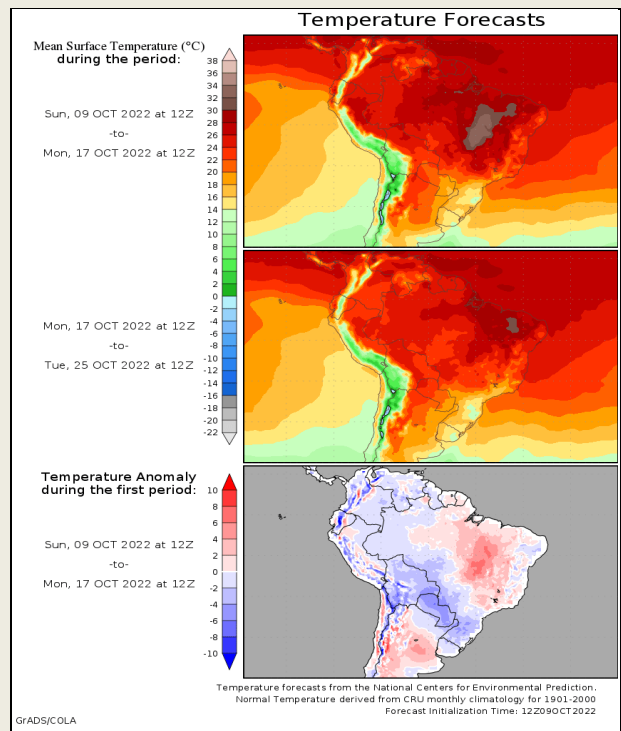 Temperature Forecasts
Mean Surface Temperature (°C)
during the period:
Sun, 09 OCT 2022 at 12Z
-to-
Mon, 17 OCT 2022 at 12Z
38
36
34
32
30
28
26
24
22
20
18
16
14
12
10
8
6
4
2
0
-2
-4
-6
-8
-10
-12
-14
-16
-18
-20
-22
Mon, 17 OCT 2022 at 12Z
-to-
Tue, 25 OCT 2022 at 12Z
Temperature Anomaly
during the first period:
Sun, 09 OCT 2022 at 12Z
-to-
Mon, 17 OCT 2022 at 12Z
10
8
6
4
2
0
-2
-4
-6
-8
-10
Temperature forecasts from the National Centers for Environmental Prediction.
Normal Temperature derived from CRU monthly climatology for 1901-2000
Forecast Initialization Time: 12Z09OCT2022
GrADS/COLA